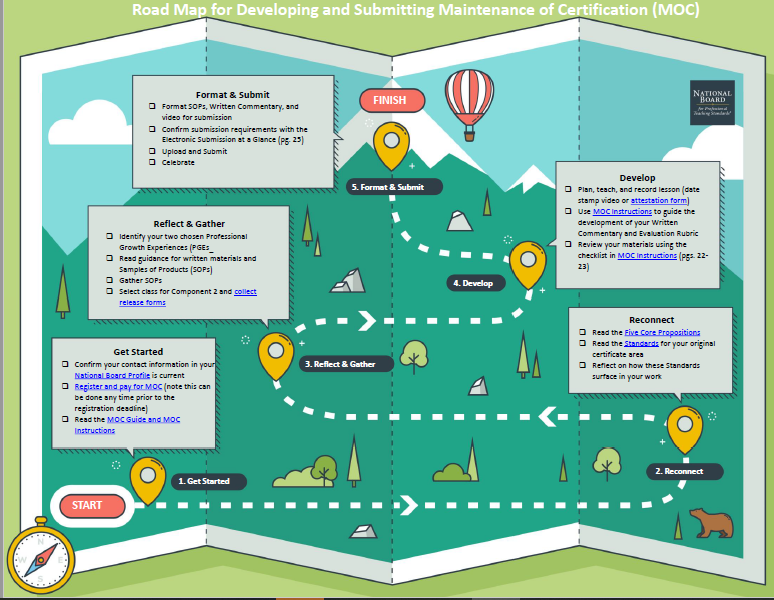 Road Map for Developing and Submitting Maintenance of Certification (MOC)
Format & Submit
Format SOPs, Written Commentary, and
video for submission
Confirm submission requirements with the
Electronic Submission at a Glance (pg. 25)
Upload and Submit
Celebrate
FINISH
5. Format & Submit
NATIONAL
BOARD
for Professional
Teaching Standards
Develop
Plan, teach, and record lesson (date
stamp video or attestation form)
Use MOC Instructions to guide the
development of your Written
Commentary and Evaluation Rubric
Review your materials using the
checklist in MOC Instructions (pgs. 22-
23)
4. Develop
Reflect & Gather
Identify your two chosen Professional
Growth Experiences (PGEs_
Read guidance for written materials and
Samples of Products (SOPs)
Gather SOPs
Select class for Component 2 and collect
release forms
3. Reflect & Gather
Reconnect
Read the Five Core Propositions
Read the Standards for your original
certificate area
Reflect on how these Standards
surface in your work
2. Reconnect
Get Started
Confirm your contact information in your
National Board Profile is current
Register and pay for MOC (note this can
be done any time prior to the
registration deadline)
Read the MOC Guide and MOC
Instructions
1. Get Started
START
N
W
E
S